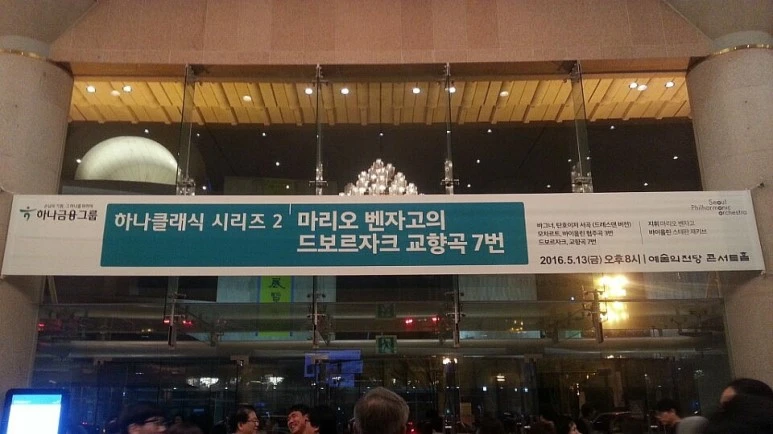 하나금융그룹
하나클래식 시리즈 2
마리오 벤자고의
드보르자크 교향곡 7번
바그너, 탄호이저 서곡 (드레스덴 버전)
모차르트, 바이올린 협주곡 3번
드보르자크, 교향곡 7번
Seoul
Philharmonic
orchestra
지휘 마리오 벤자고
바이올린 스테판 재키브
2016.5.13(금) 오후8시 | 예술의전당 콘서트홀